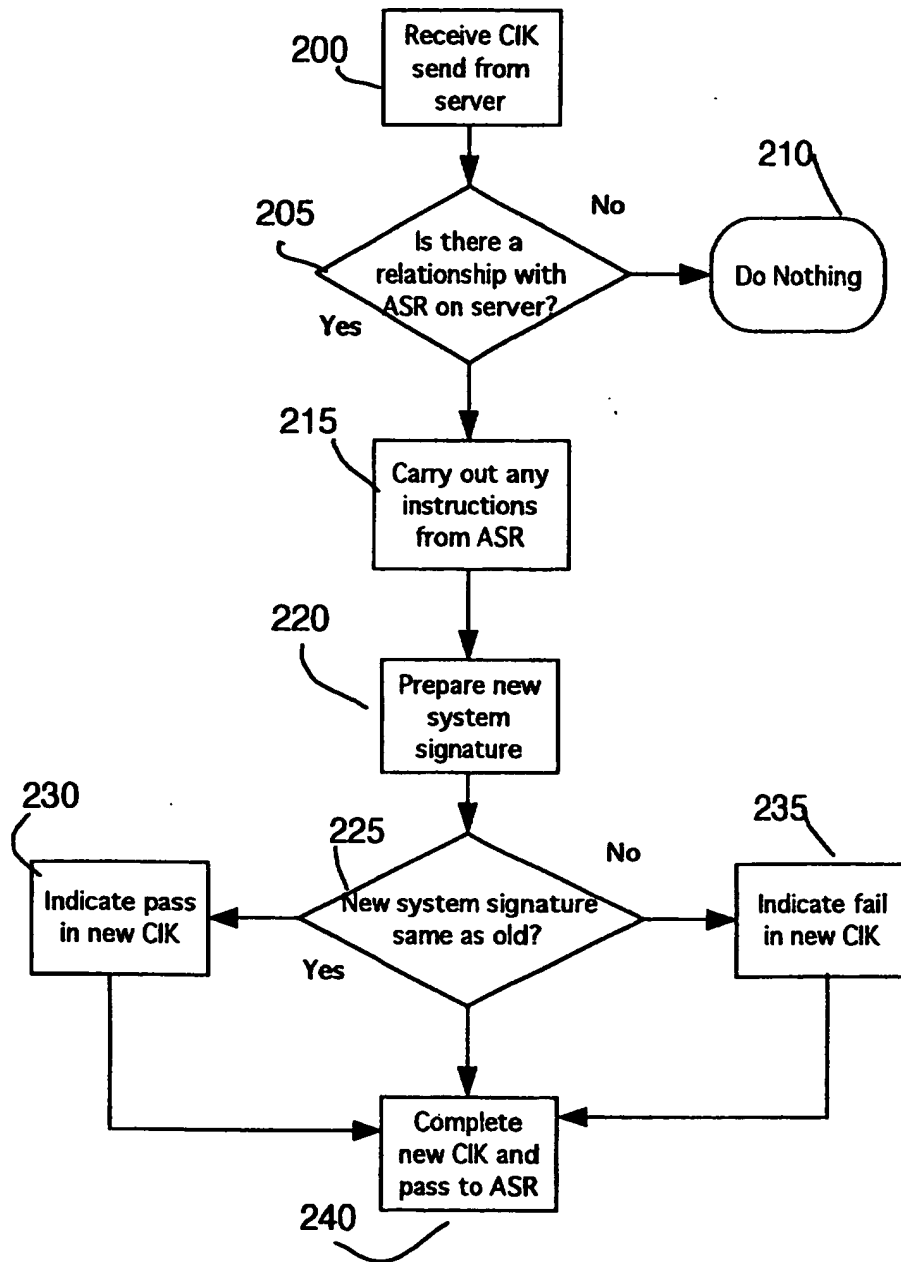 200
Receive CIK
send from
server
210
205
No
Is there a
relationship with
ASR on server?
Do Nothing
Yes
215
Carry out any
instructions
from ASR
220
Prepare new
system
signature
230
225
235
No
Indicate pass
in new CIK
New system signature
same as old?
Indicate fail
in new CIK
Yes
Complete
new CIK and
pass to ASR
240